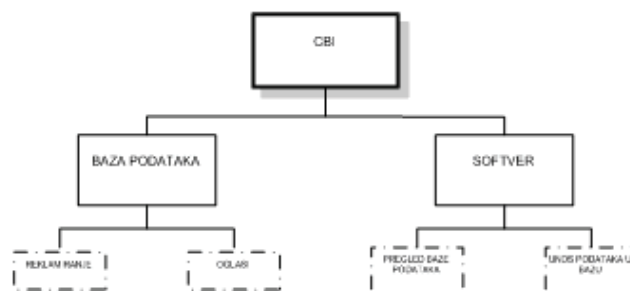 CBI
BAZA PODATAKA
SOFTVER
REKLAMIRANJE
OGLASI
PREGLED BAZE
PODATAKA
UNOS PODATAKA U
BAZU